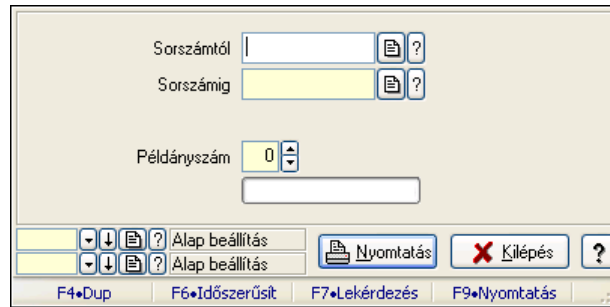 Sorszámtól ?
Sorszámig ?
Példányszám 0
? Alap beállítás
? Alap beállítás
Nyomtatás Kilépés ?
F4•Dup F6•Időszerűsít F7•Lekérdezés F9•Nyomtatás